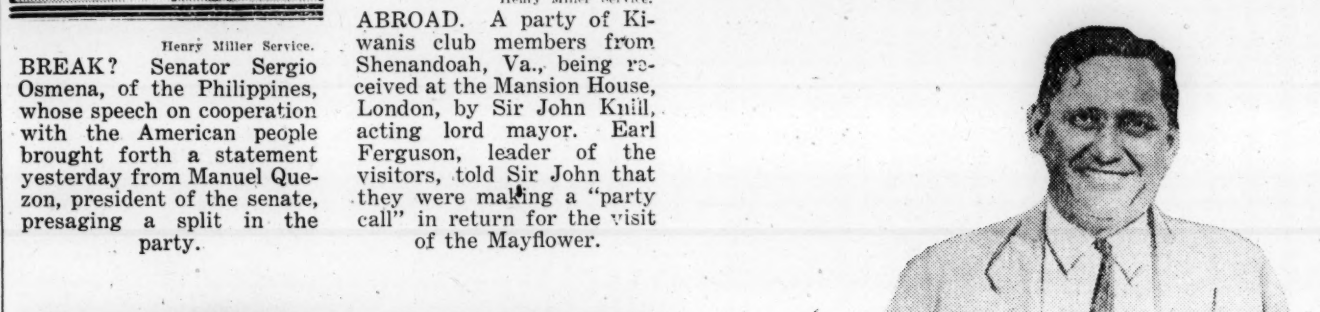 Henry Miller Service.
BREAK? Senator Sergio
Osmena, of the Philippines,
whose speech on cooperation
with the American people
brought forth a statement
yesterday from Manuel Que-
zon, president of the senate,
presaging a split in the
party.
Henry Miller Service.
ABROAD. A party of Ki-
wanis club members from
Shenandoah, Va., being re-
ceived at the Mansion House,
London, by Sir John Knill,
acting lord mayor. Earl
Ferguson, leader of the
visitors, told Sir John that
they were making a "party
call" in return for the visit
of the Mayflower.